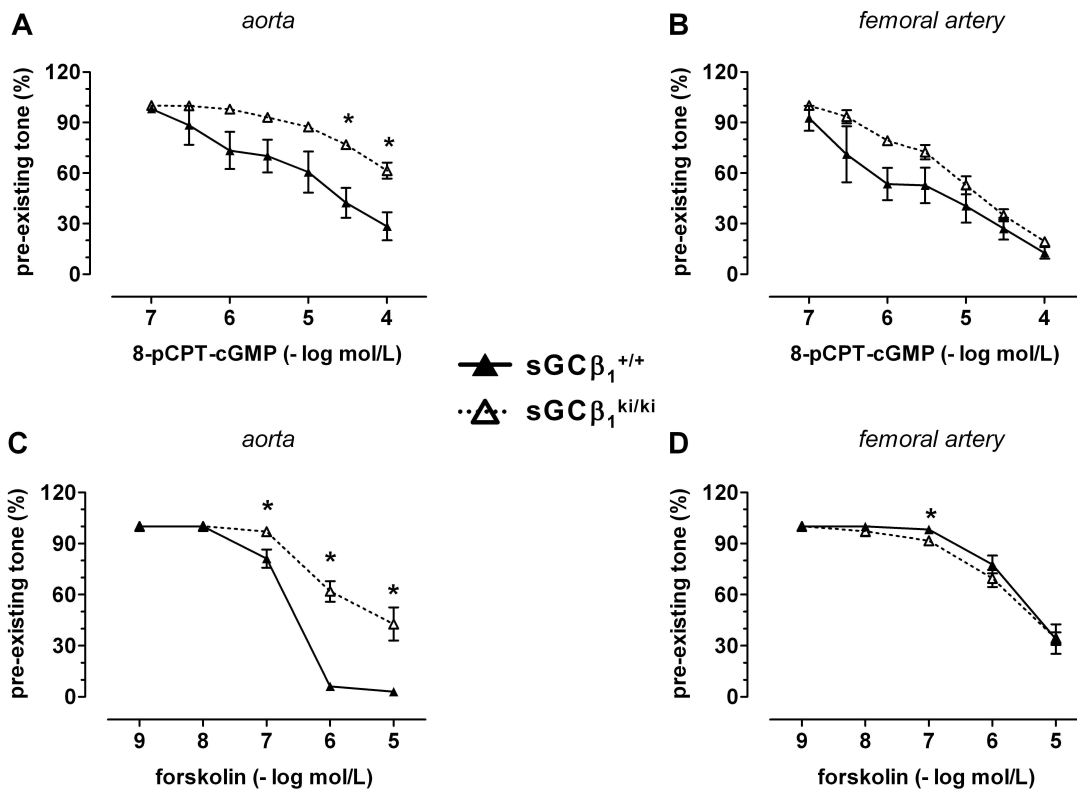 A
aorta
pre-existing tone (%)
120
90
60
30
0
*
*
7
6
5
4
8-pCPT-cGMP (- log mol/L)
B
femoral artery
pre-existing tone (%)
120
90
60
30
0
7
6
5
4
8-pCPT-cGMP (- log mol/L)
sGCβ₁⁺/⁺
sGCβ₁ᵏⁱ/ᵏⁱ
C
aorta
pre-existing tone (%)
120
90
60
30
0
*
*
*
9
8
7
6
5
forskolin (- log mol/L)
D
femoral artery
pre-existing tone (%)
120
90
60
30
0
*
9
8
7
6
5
forskolin (- log mol/L)